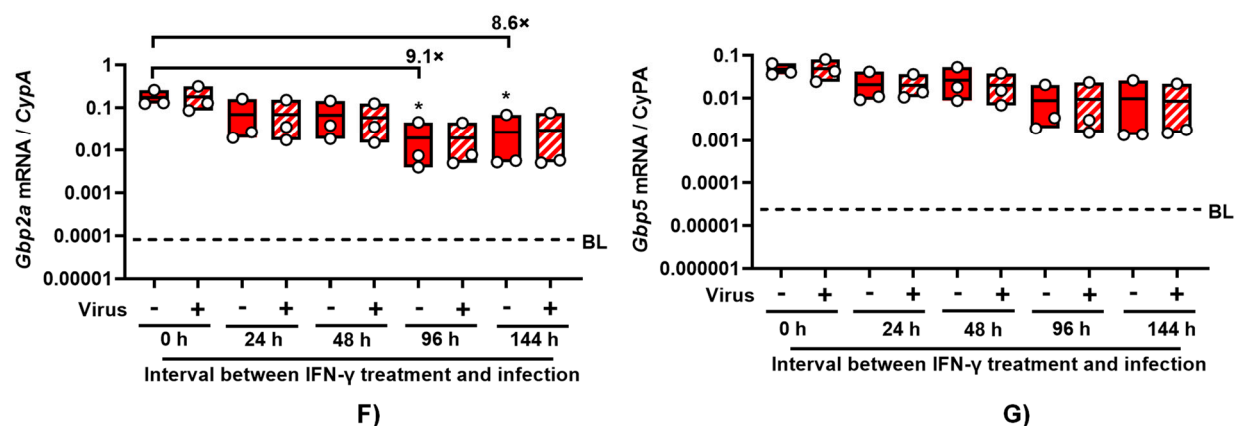 8.6×
9.1×
Gbp2a mRNA / CypA
1
0.1
0.01
0.001
0.0001
0.00001
* *
BL
Virus - + - + - + - + - +
0 h 24 h 48 h 96 h 144 h
Interval between IFN-γ treatment and infection
F)
Gbp5 mRNA / CyPA
0.1
0.01
0.001
0.0001
0.00001
0.000001
BL
Virus - + - + - + - + - +
0 h 24 h 48 h 96 h 144 h
Interval between IFN-γ treatment and infection
G)